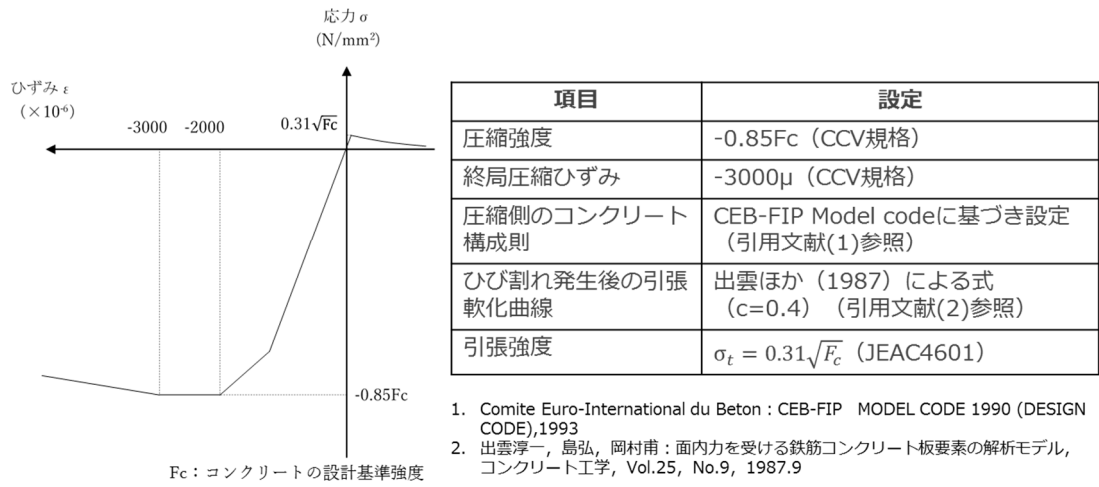 応力 σ
(N/mm²)
ひずみ ε
(×10⁻⁶)
-3000
-2000
0.31√Fc
-0.85Fc
Fc：コンクリートの設計基準強度
項目 設定
圧縮強度 -0.85Fc（CCV規格）
終局圧縮ひずみ -3000μ（CCV規格）
圧縮側のコンクリート
構成則
CEB-FIP Model codeに基づき設定
（引用文献(1)参照）
ひび割れ発生後の引張
軟化曲線
出雲ほか（1987）による式
（c=0.4）（引用文献(2)参照）
引張強度 σt = 0.31√Fc（JEAC4601）
1. Comite Euro-International du Beton：CEB-FIP MODEL CODE 1990 (DESIGN
CODE),1993
2. 出雲淳一，島弘，岡村甫：面内力を受ける鉄筋コンクリート板要素の解析モデル，
コンクリート工学，Vol.25，No.9，1987.9